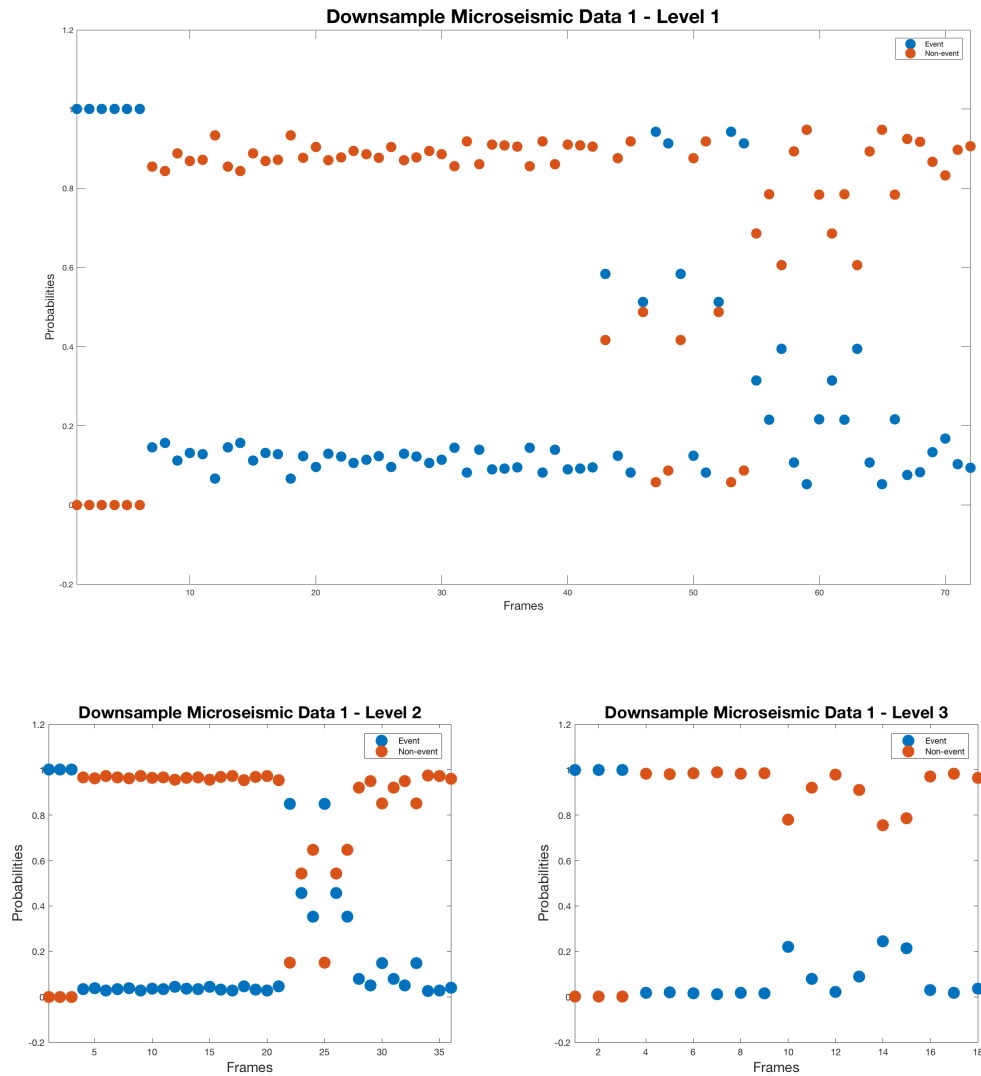 Downsample Microseismic Data 1 - Level 1
Event
Non-event
Probabilities
1.2
1
0.8
0.6
0.4
0.2
0
-0.2
10 20 30 40 50 60 70
Frames
Downsample Microseismic Data 1 - Level 2
Event
Non-event
Probabilities
1.2
1
0.8
0.6
0.4
0.2
0
-0.2
5 10 15 20 25 30 35
Frames
Downsample Microseismic Data 1 - Level 3
Event
Non-event
Probabilities
1.2
1
0.8
0.6
0.4
0.2
0
-0.2
2 4 6 8 10 12 14 16 18
Frames